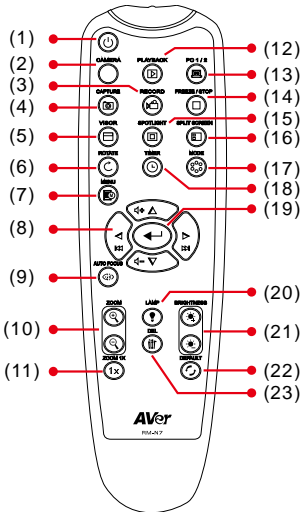 (1)
(2)
(3)
(4)
(5)
(6)
(7)
(8)
(9)
(10)
(11)
CAMERA
PLAYBACK
PC 1 / 2
CAPTURE
RECORD
FREEZE / STOP
VISOR
SPOTLIGHT
SPLIT SCREEN
ROTATE
TIMER
MODE
MENU
AUTO FOCUS
ZOOM
LAMP
BRIGHTNESS
DEL
ZOOM 1X
1x
DEFAULT
AVer
RM-N7
(12)
(13)
(14)
(15)
(16)
(17)
(18)
(19)
(20)
(21)
(22)
(23)